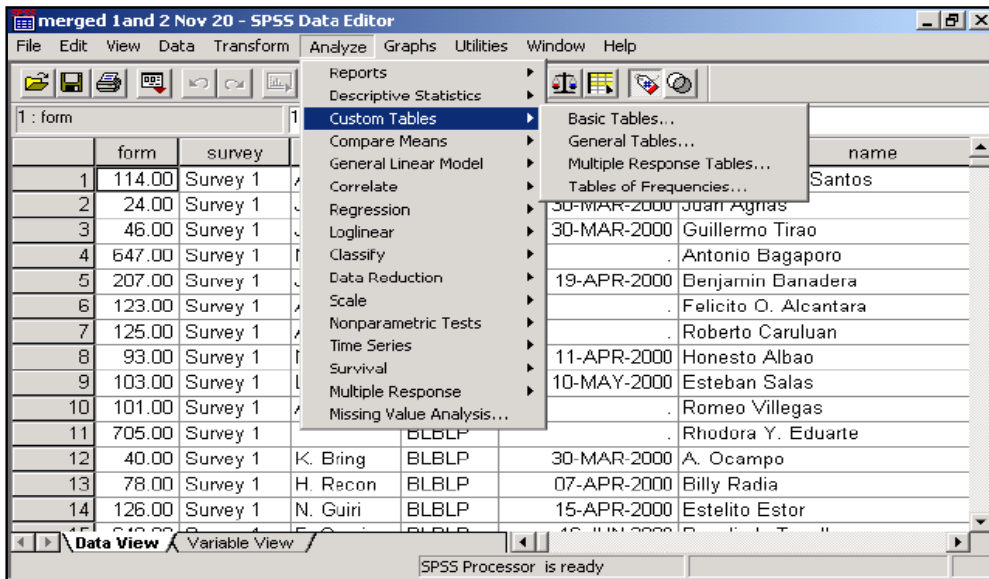 merged 1and 2 Nov 20 - SPSS Data Editor
File Edit View Data Transform Analyze Graphs Utilities Window Help
1 : form
Reports
Descriptive Statistics
Custom Tables
Compare Means
General Linear Model
Correlate
Regression
Loglinear
Classify
Data Reduction
Scale
Nonparametric Tests
Time Series
Survival
Multiple Response
Missing Value Analysis...
Basic Tables...
General Tables...
Multiple Response Tables...
Tables of Frequencies...
form survey name
1 114.00 Survey 1 Santos
2 24.00 Survey 1 30-MAR-2000 Juan Agnas
3 46.00 Survey 1 30-MAR-2000 Guillermo Tirao
4 647.00 Survey 1 . Antonio Bagaporo
5 207.00 Survey 1 19-APR-2000 Benjamin Banadera
6 123.00 Survey 1 . Felicito O. Alcantara
7 125.00 Survey 1 . Roberto Caruluan
8 93.00 Survey 1 11-APR-2000 Honesto Albao
9 103.00 Survey 1 10-MAY-2000 Esteban Salas
10 101.00 Survey 1 . Romeo Villegas
11 705.00 Survey 1 BLBLP . Rhodora Y. Eduarte
12 40.00 Survey 1 K. Bring BLBLP 30-MAR-2000 A. Ocampo
13 78.00 Survey 1 H. Recon BLBLP 07-APR-2000 Billy Radia
14 126.00 Survey 1 N. Guiri BLBLP 15-APR-2000 Estelito Estor
Data View Variable View
SPSS Processor is ready